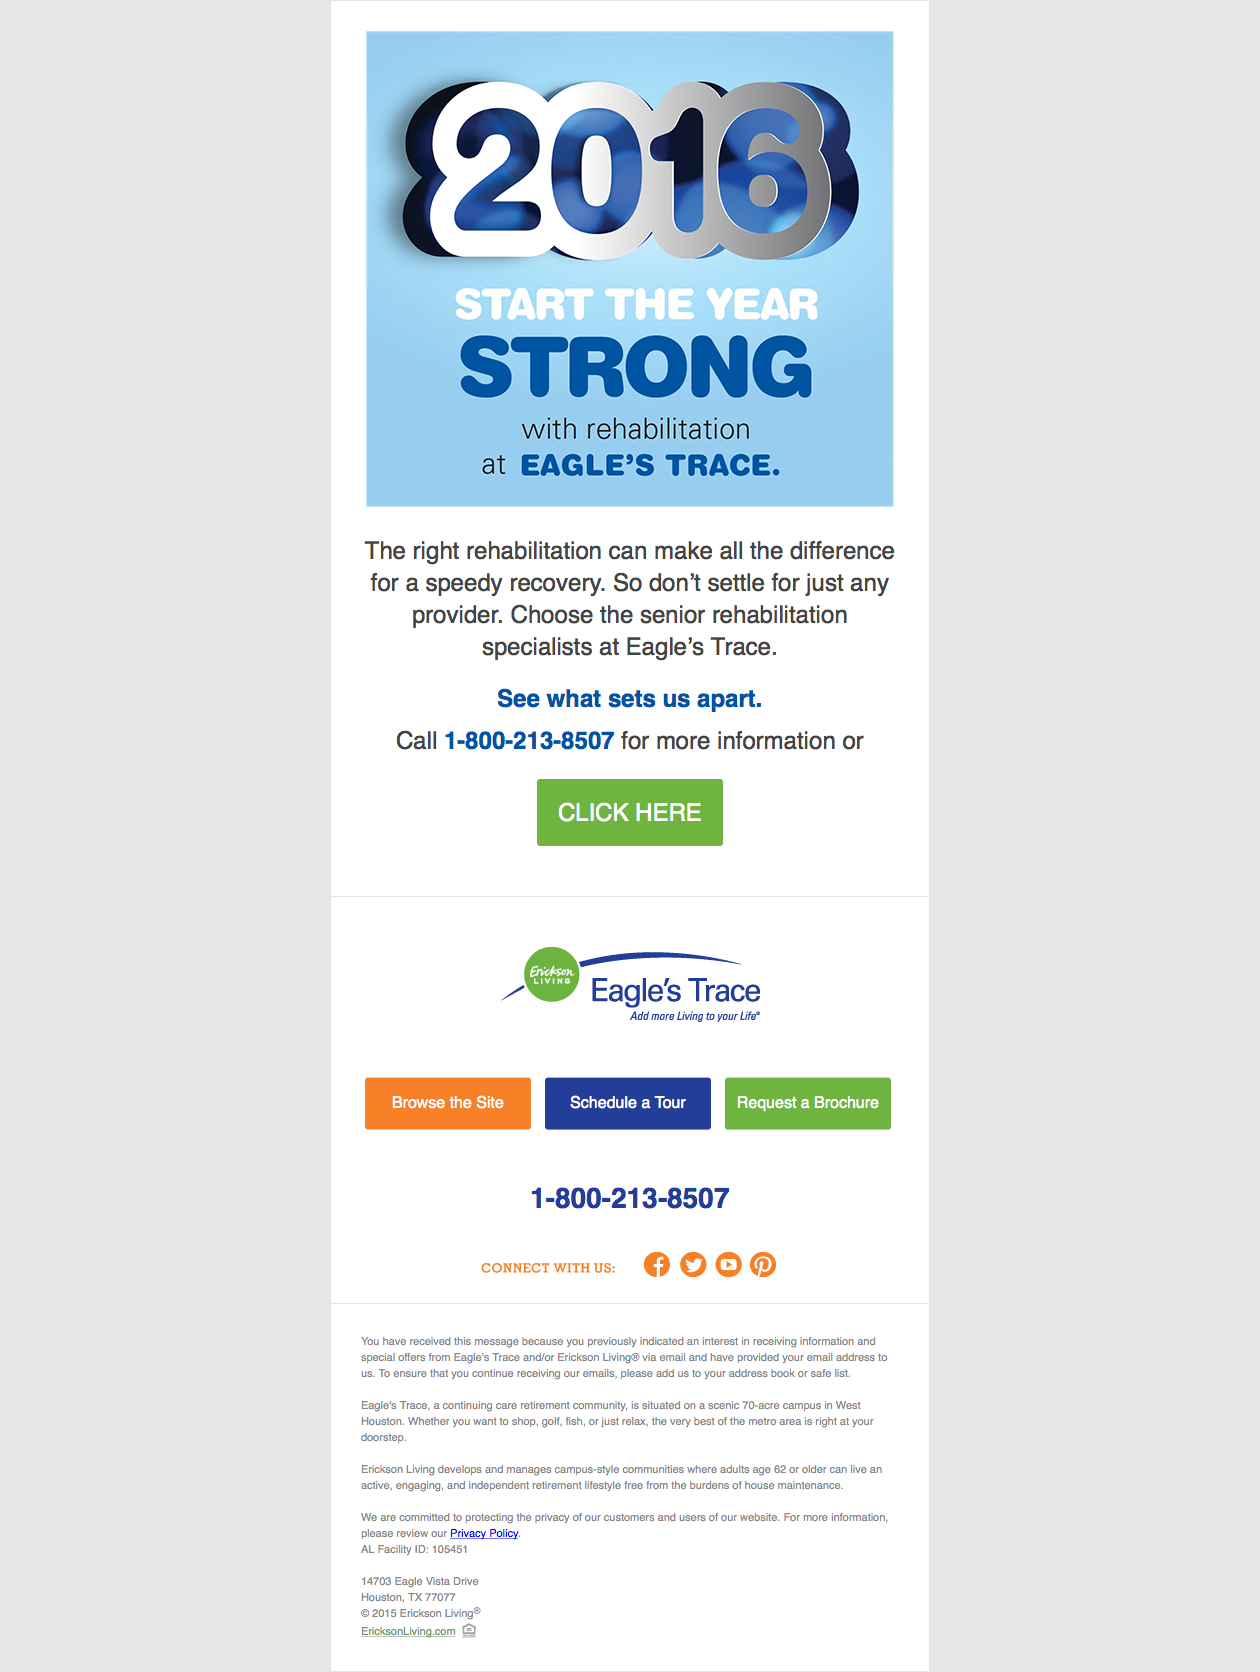 2016
START THE YEAR
STRONG
with rehabilitation
at EAGLE'S TRACE.
The right rehabilitation can make all the difference
for a speedy recovery. So don't settle for just any
provider. Choose the senior rehabilitation
specialists at Eagle's Trace.
See what sets us apart.
Call 1-800-213-8507 for more information or
CLICK HERE
Erickson
LIVING
Eagle's Trace
Add more Living to your Life®
Browse the Site
Schedule a Tour
Request a Brochure
1-800-213-8507
CONNECT WITH US:
You have received this message because you previously indicated an interest in receiving information and
special offers from Eagle's Trace and/or Erickson Living® via email and have provided your email address to
us. To ensure that you continue receiving our emails, please add us to your address book or safe list.
Eagle's Trace, a continuing care retirement community, is situated on a scenic 70-acre campus in West
Houston. Whether you want to shop, golf, fish, or just relax, the very best of the metro area is right at your
doorstep.
Erickson Living develops and manages campus-style communities where adults age 62 or older can live an
active, engaging, and independent retirement lifestyle free from the burdens of house maintenance.
We are committed to protecting the privacy of our customers and users of our website. For more information,
please review our Privacy Policy.
AL Facility ID: 105451
14703 Eagle Vista Drive
Houston, TX 77077
© 2015 Erickson Living®
EricksonLiving.com